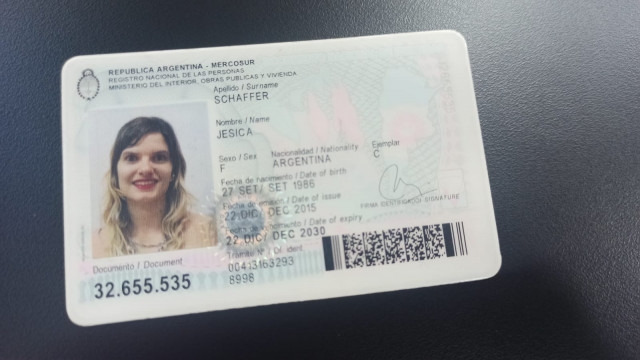 REPUBLICA ARGENTINA - MERCOSUR
REGISTRO NACIONAL DE LAS PERSONAS
MINISTERIO DEL INTERIOR, OBRAS PUBLICAS Y VIVIENDA
Apellido / Surname
SCHAFFER
Nombre / Name
JESICA
Sexo / Sex Nacionalidad / Nationality Ejemplar
F ARGENTINA C
Fecha de nacimiento / Date of birth
27 SET/ SET 1986
Fecha de emisión / Date of issue
22 DIC/ DEC 2015
FIRMA IDENTIFICADO / SIGNATURE
Fecha de vencimiento / Date of expiry
22 DIC/ DEC 2030
Documento / Document
Trámite Nº / Of. ident.
32.655.535
00413163293
8998